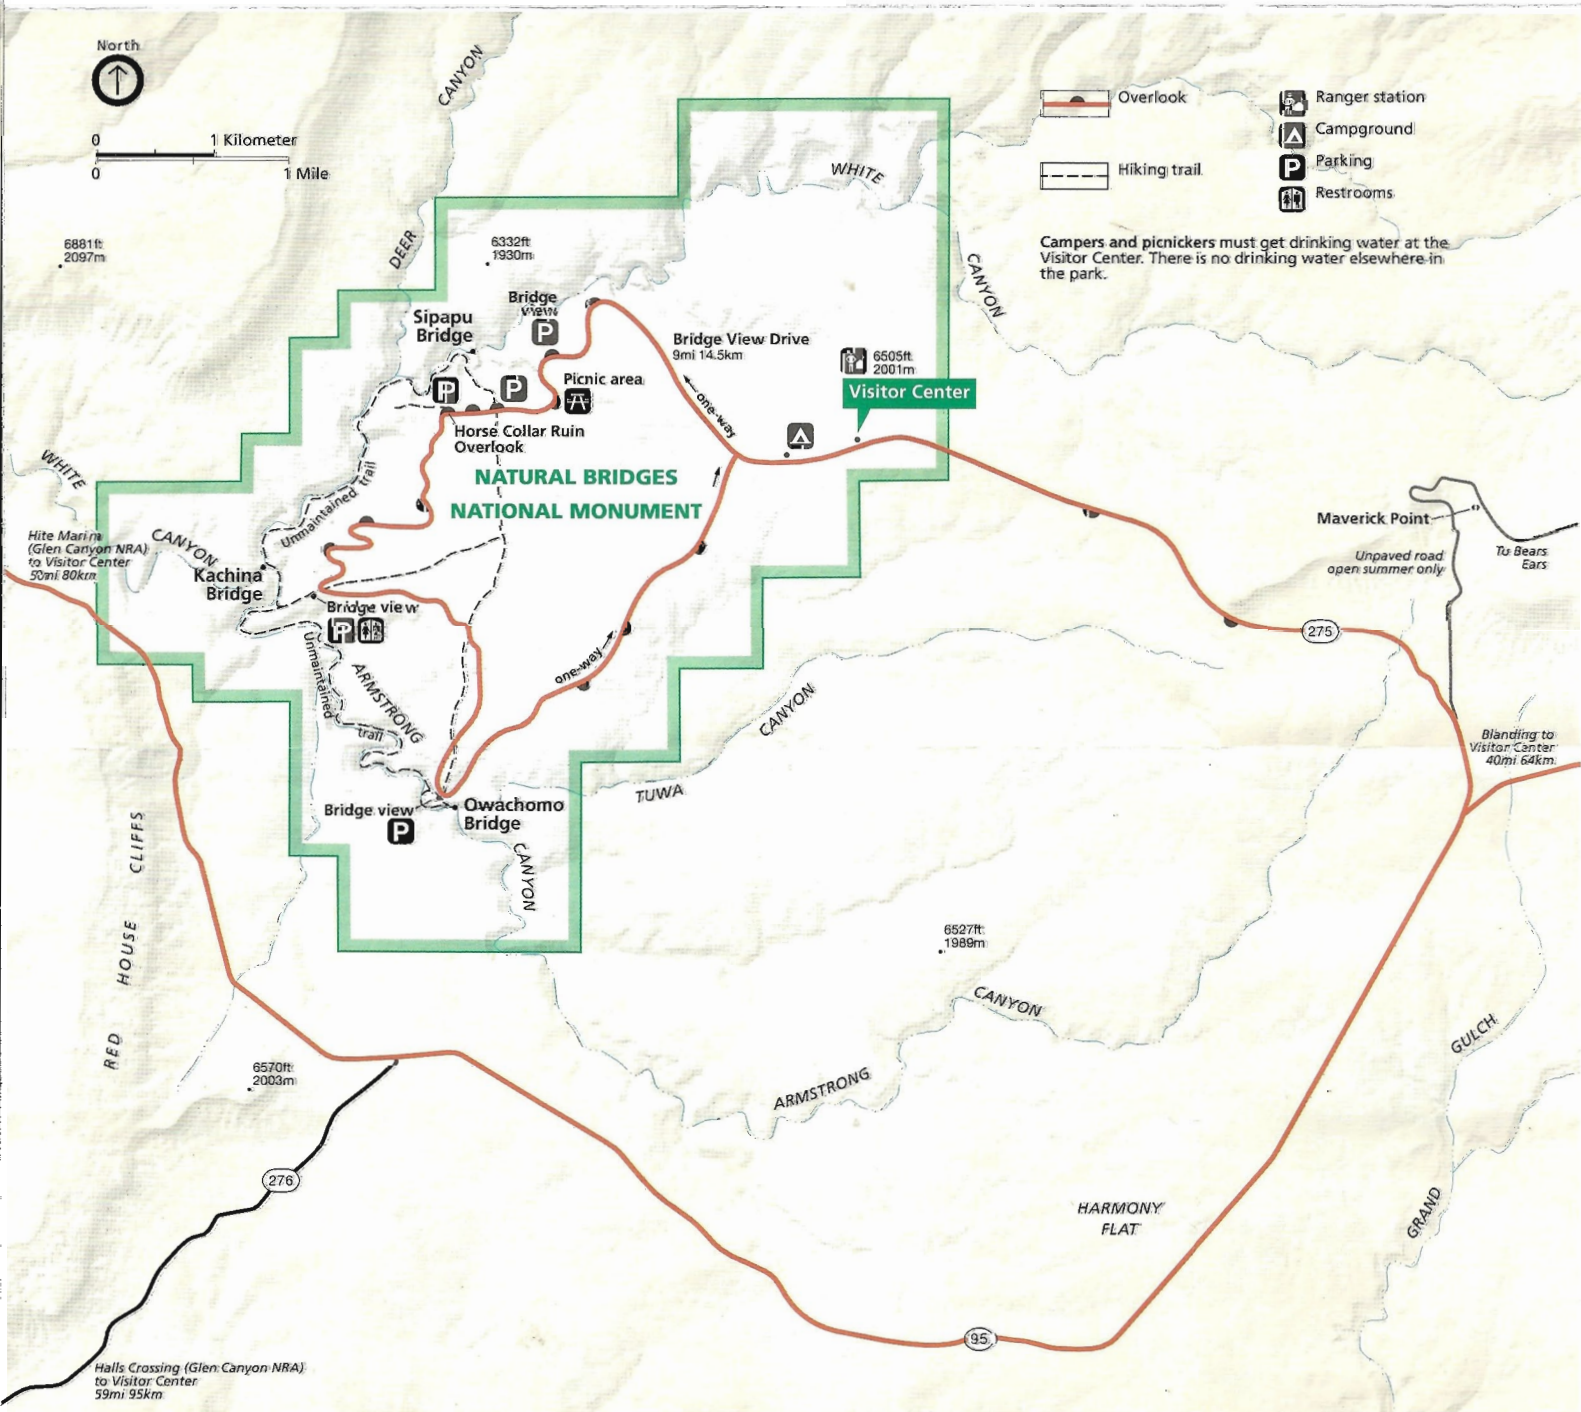 North
0 1 Kilometer
0 1 Mile
CANYON
DEER
WHITE
CANYON
Overlook
Hiking trail
Ranger station
Campground
P Parking
Restrooms
Campers and picnickers must get drinking water at the
Visitor Center. There is no drinking water elsewhere in
the park.
6881ft
2097m
6332ft
1930m
Bridge
view
P
Sipapu
Bridge
P
P
Picnic area
Bridge View Drive
9mi 14.5km
one-way
6505ft
2001m
Visitor Center
Horse Collar Ruin
Overlook
NATURAL BRIDGES
NATIONAL MONUMENT
WHITE
CANYON
Unmaintained trail
Hite Marina
(Glen Canyon NRA)
to Visitor Center
50mi 80km
Kachina
Bridge
Bridge view
P
Unmaintained
trail
ARMSTRONG
one-way
Maverick Point
Unpaved road
open summer only
To Bears
Ears
275
Blanding to
Visitor Center
40mi 64km
CANYON
TUWA
Bridge view
P
Owachomo
Bridge
CANYON
RED HOUSE CLIFFS
6527ft
1989m
CANYON
ARMSTRONG
GULCH
GRAND
6570ft
2003m
276
HARMONY
FLAT
95
Halls Crossing (Glen Canyon NRA)
to Visitor Center
59mi 95km